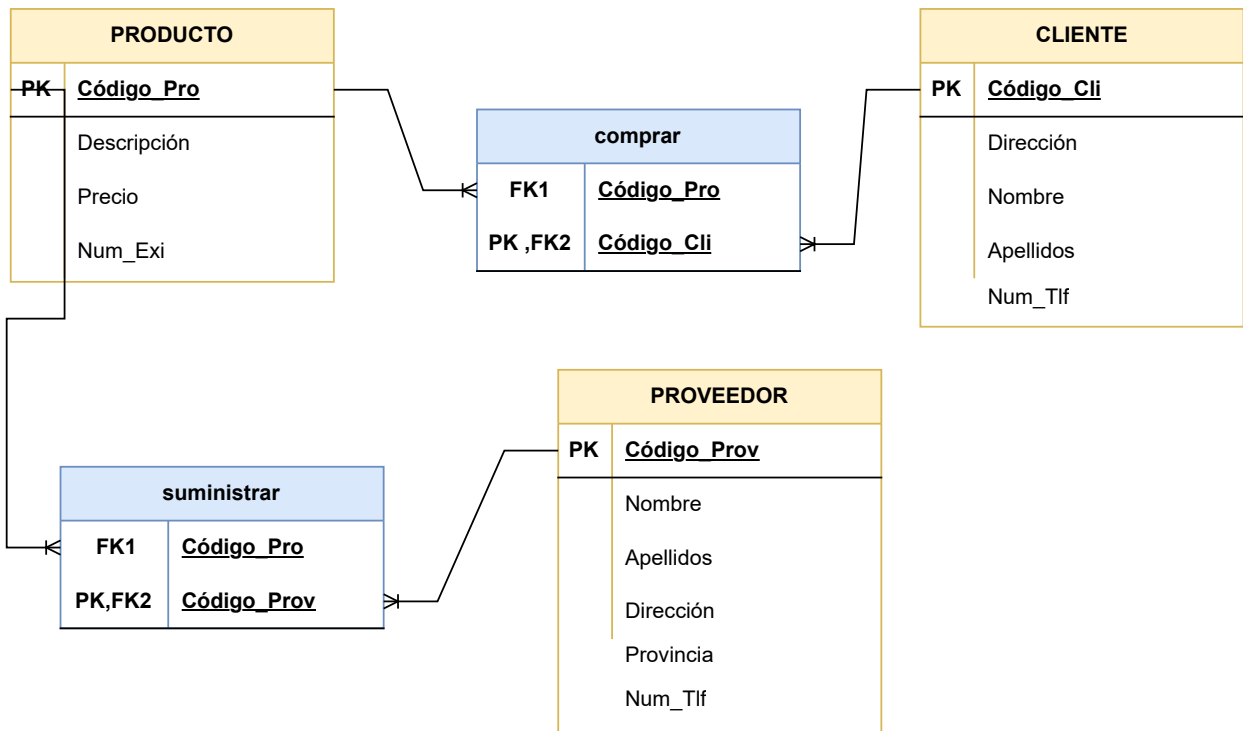 PRODUCTO
PK Código_Pro
Descripción
Precio
Num_Exi
comprar
FK1 Código_Pro
PK ,FK2 Código_Cli
CLIENTE
PK Código_Cli
Dirección
Nombre
Apellidos
Num_Tlf
suministrar
FK1 Código_Pro
PK,FK2 Código_Prov
PROVEEDOR
PK Código_Prov
Nombre
Apellidos
Dirección
Provincia
Num_Tlf